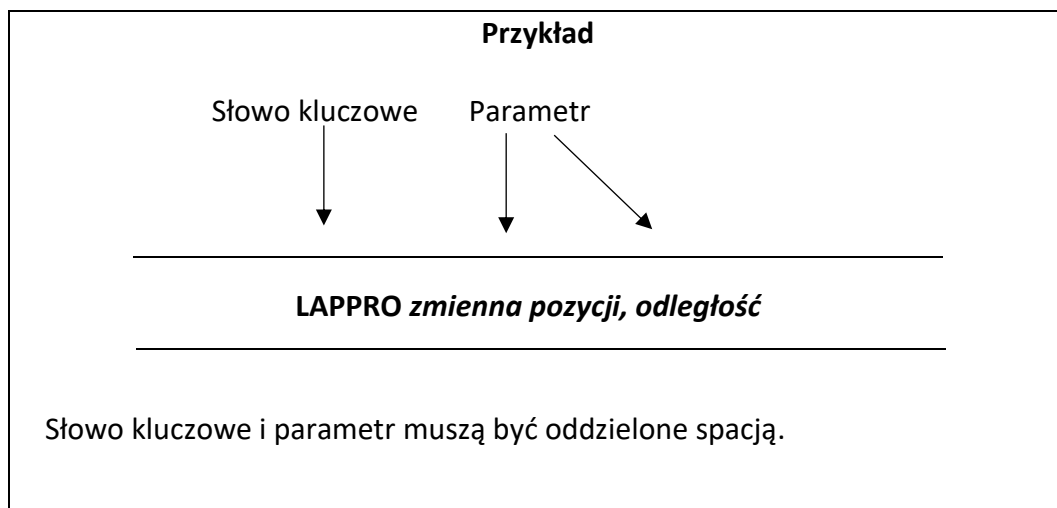 Przykład
Słowo kluczowe Parametr
LAPPRO zmienna pozycji, odległość
Słowo kluczowe i parametr muszą być oddzielone spacją.